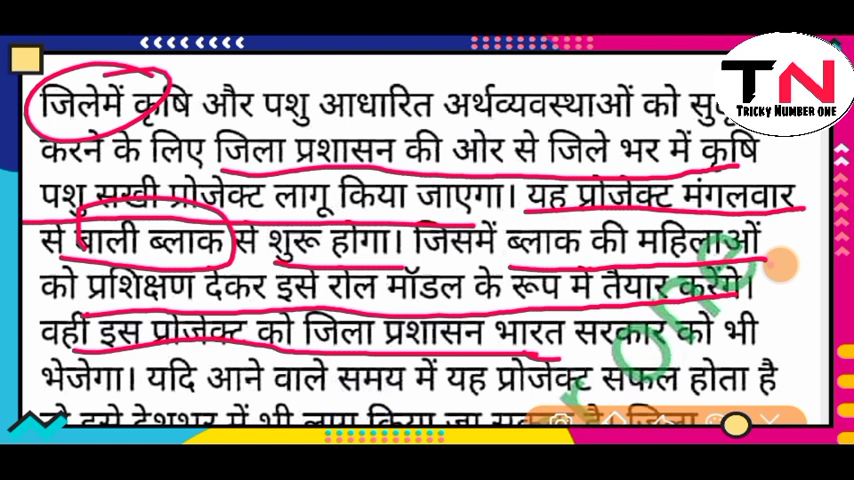 TN
TRICKY NUMBER ONE
जिलेमें कृषि और पशु आधारित अर्थव्यवस्थाओं को
करने के लिए जिला प्रशासन की ओर से जिले भर में कृषि
पशु सखी प्रोजेक्ट लागू किया जाएगा। यह प्रोजेक्ट मंगलवार
से बाली ब्लाक से शुरू होगा। जिसमें ब्लाक की महिलाओं
को प्रशिक्षण देकर इसे रोल मॉडल के रूप में तैयार करेंगे।
वहीं इस प्रोजेक्ट को जिला प्रशासन भारत सरकार को भी
भेजेगा। यदि आने वाले समय में यह प्रोजेक्ट सफल होता है
r one